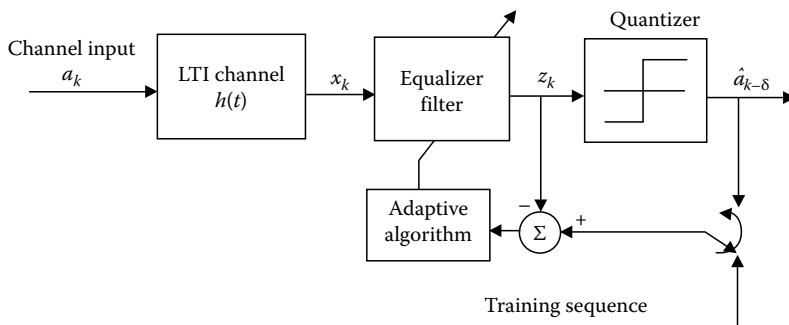 Channel input
a_k
LTI channel
h(t)
x_k
Equalizer
filter
z_k
Quantizer
â_{k−δ}
Adaptive
algorithm
−
Σ
+
Training sequence